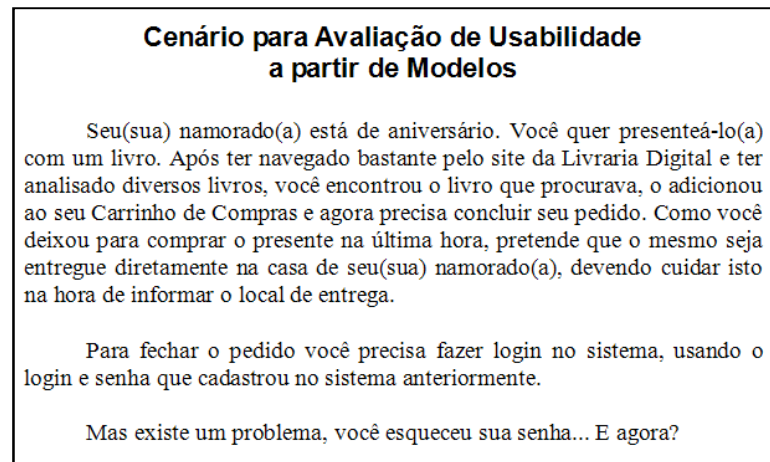 Cenário para Avaliação de Usabilidade
a partir de Modelos
Seu(sua) namorado(a) está de aniversário. Você quer presenteá-lo(a)
com um livro. Após ter navegado bastante pelo site da Livraria Digital e ter
analisado diversos livros, você encontrou o livro que procurava, o adicionou
ao seu Carrinho de Compras e agora precisa concluir seu pedido. Como você
deixou para comprar o presente na última hora, pretende que o mesmo seja
entregue diretamente na casa de seu(sua) namorado(a), devendo cuidar isto
na hora de informar o local de entrega.
Para fechar o pedido você precisa fazer login no sistema, usando o
login e senha que cadastrou no sistema anteriormente.
Mas existe um problema, você esqueceu sua senha... E agora?